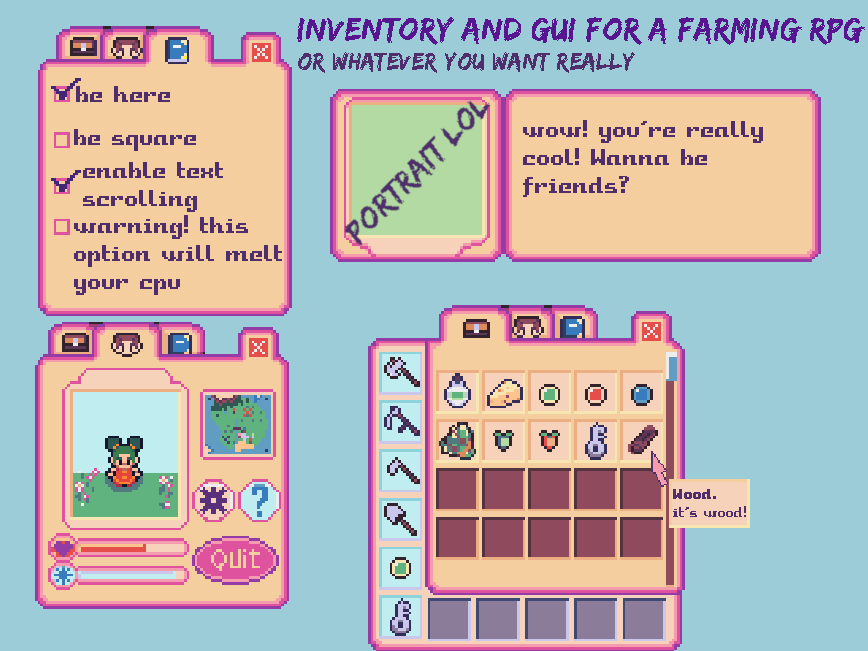 INVENTORY AND GUI FOR A FARMING RPG
OR WHATEVER YOU WANT REALLY
be here
be square
enable text
scrolling
warning! this
option will melt
your cpu
PORTRAIT LOL
wow! you're really
cool! Wanna be
friends?
?
Quit
Wood.
it's wood!